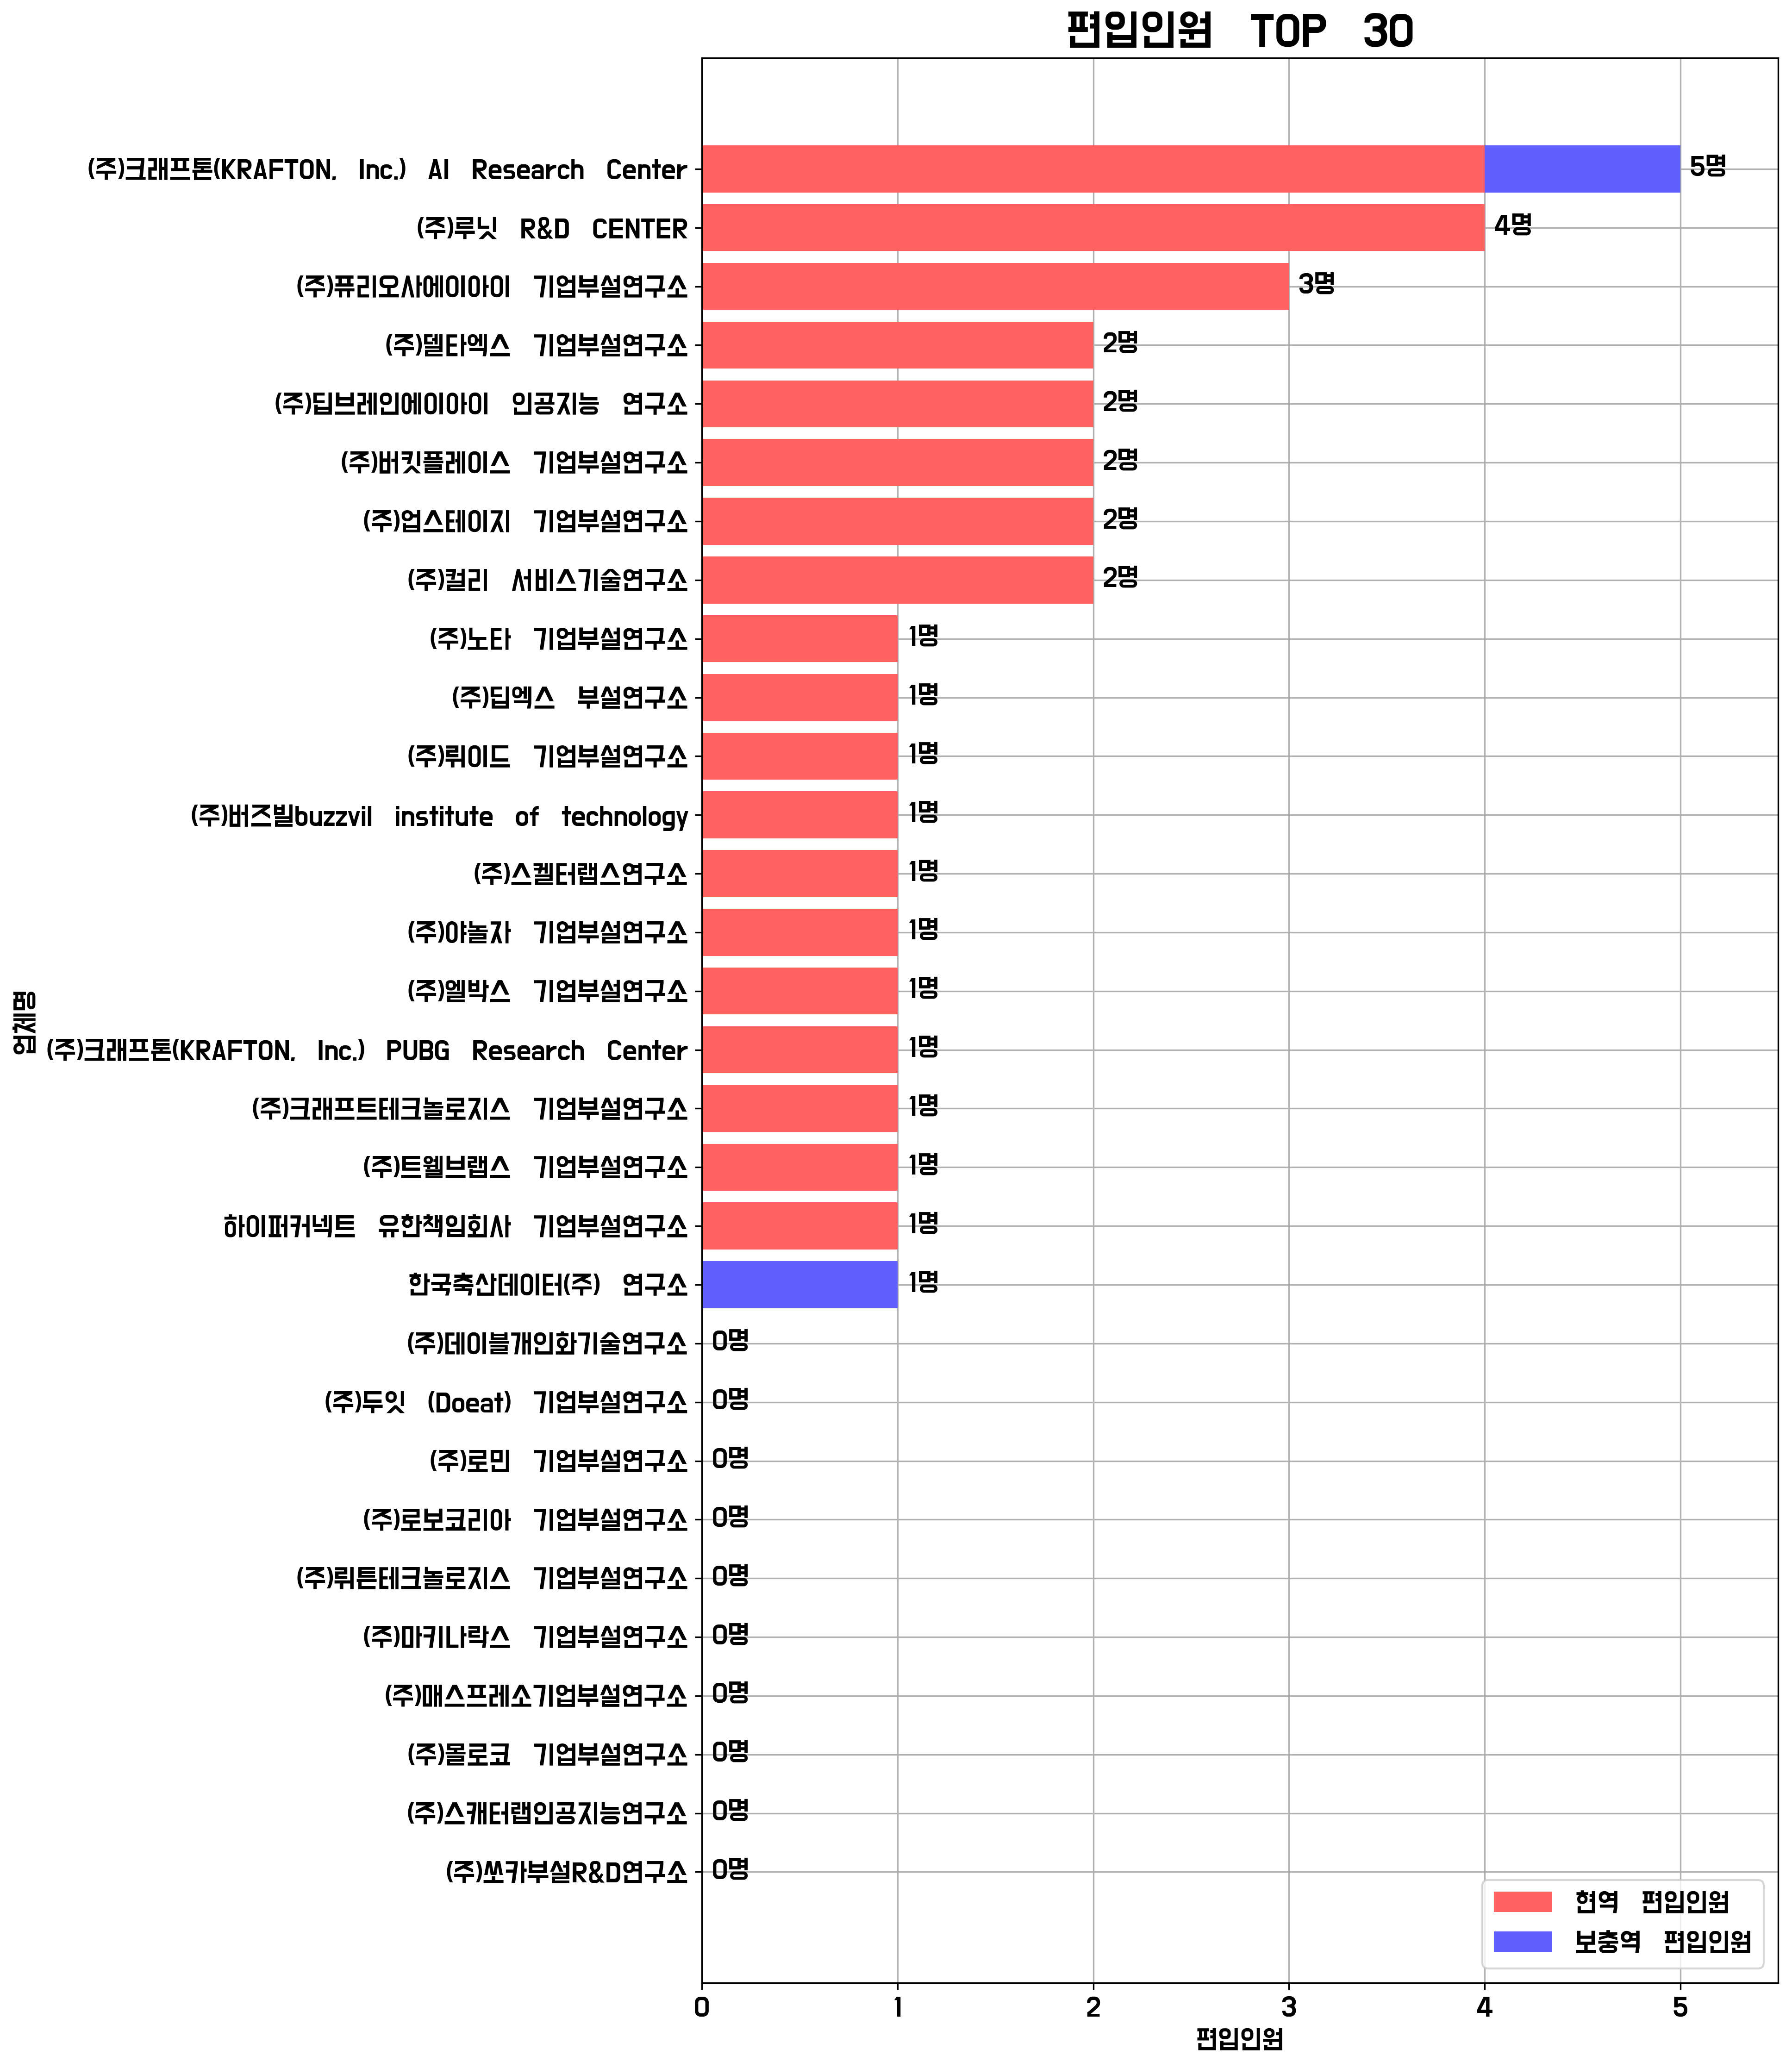 편입인원 TOP 30
(주)크래프톤(KRAFTON, Inc.) AI Research Center 5명
(주)루닛 R&D CENTER 4명
(주)퓨리오사에이아이 기업부설연구소 3명
(주)델타엑스 기업부설연구소 2명
(주)딥브레인에이아이 인공지능 연구소 2명
(주)버킷플레이스 기업부설연구소 2명
(주)업스테이지 기업부설연구소 2명
(주)컬리 서비스기술연구소 2명
(주)노타 기업부설연구소 1명
(주)딥엑스 부설연구소 1명
(주)뤼이드 기업부설연구소 1명
(주)버즈빌buzzvil institute of technology 1명
(주)스켈터랩스연구소 1명
(주)야놀자 기업부설연구소 1명
(주)엘박스 기업부설연구소 1명
업체명
(주)크래프톤(KRAFTON, Inc.) PUBG Research Center 1명
(주)크래프트테크놀로지스 기업부설연구소 1명
(주)트웰브랩스 기업부설연구소 1명
하이퍼커넥트 유한책임회사 기업부설연구소 1명
한국축산데이터(주) 연구소 1명
(주)데이블개인화기술연구소 0명
(주)두잇 (Doeat) 기업부설연구소 0명
(주)로민 기업부설연구소 0명
(주)로보코리아 기업부설연구소 0명
(주)뤼튼테크놀로지스 기업부설연구소 0명
(주)마키나락스 기업부설연구소 0명
(주)매스프레소기업부설연구소 0명
(주)몰로코 기업부설연구소 0명
(주)스캐터랩인공지능연구소 0명
(주)쏘카부설R&D연구소 0명
현역 편입인원
보충역 편입인원
0 1 2 3 4 5
편입인원